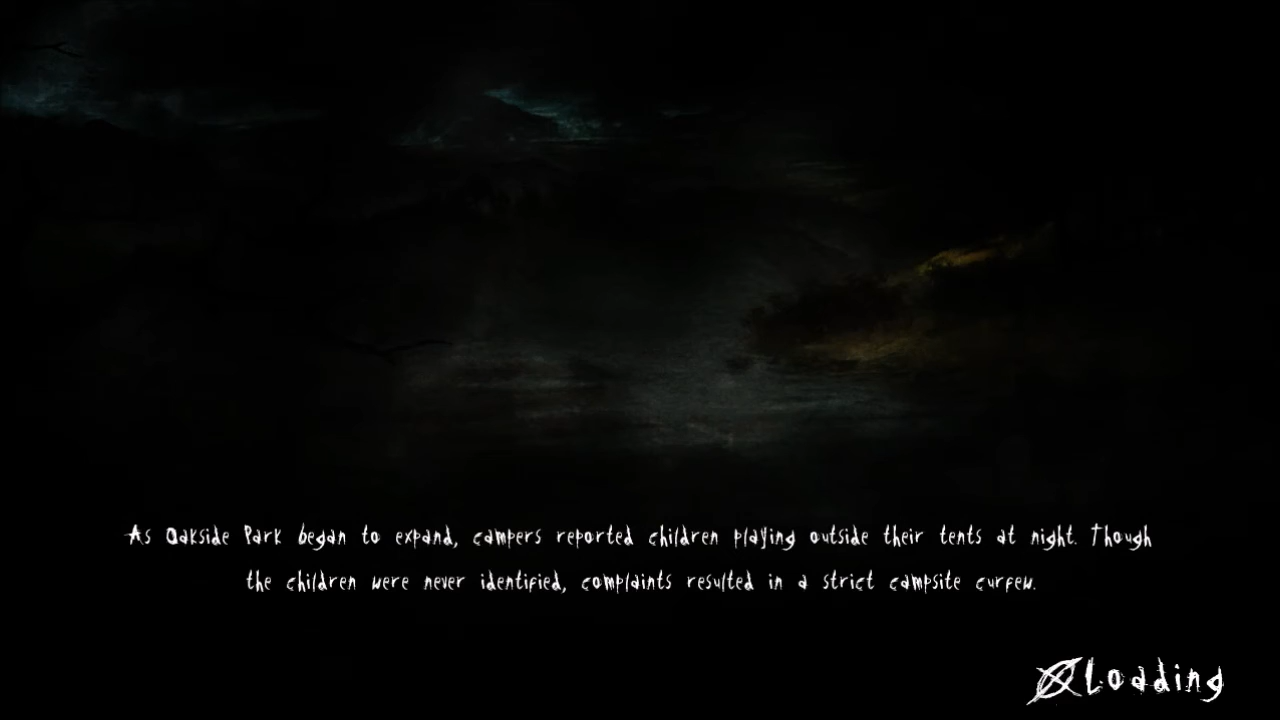 As Oakside Park began to expand, campers reported children playing outside their tents at night. Though
the children were never identified, complaints resulted in a strict campsite curfew.
Loading